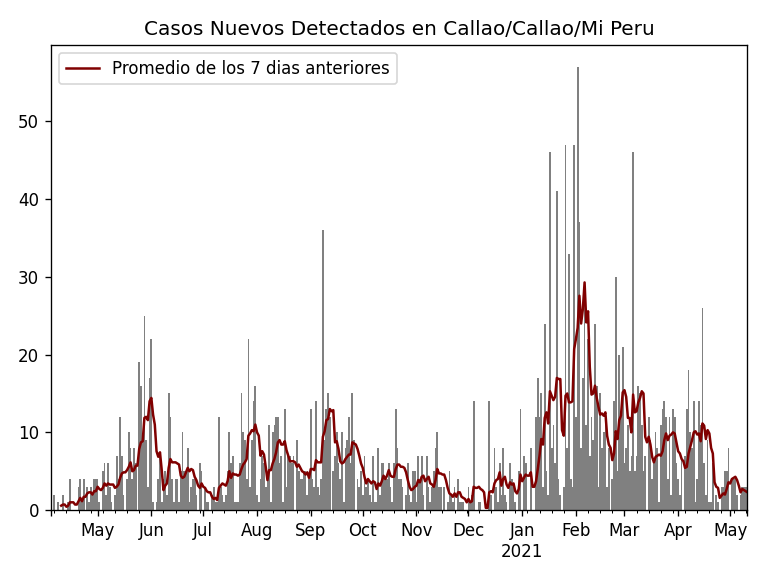 Casos Nuevos Detectados en Callao/Callao/Mi Peru
Promedio de los 7 dias anteriores
50
40
30
20
10
0
May Jun Jul Aug Sep Oct Nov Dec Jan Feb Mar Apr May
2021